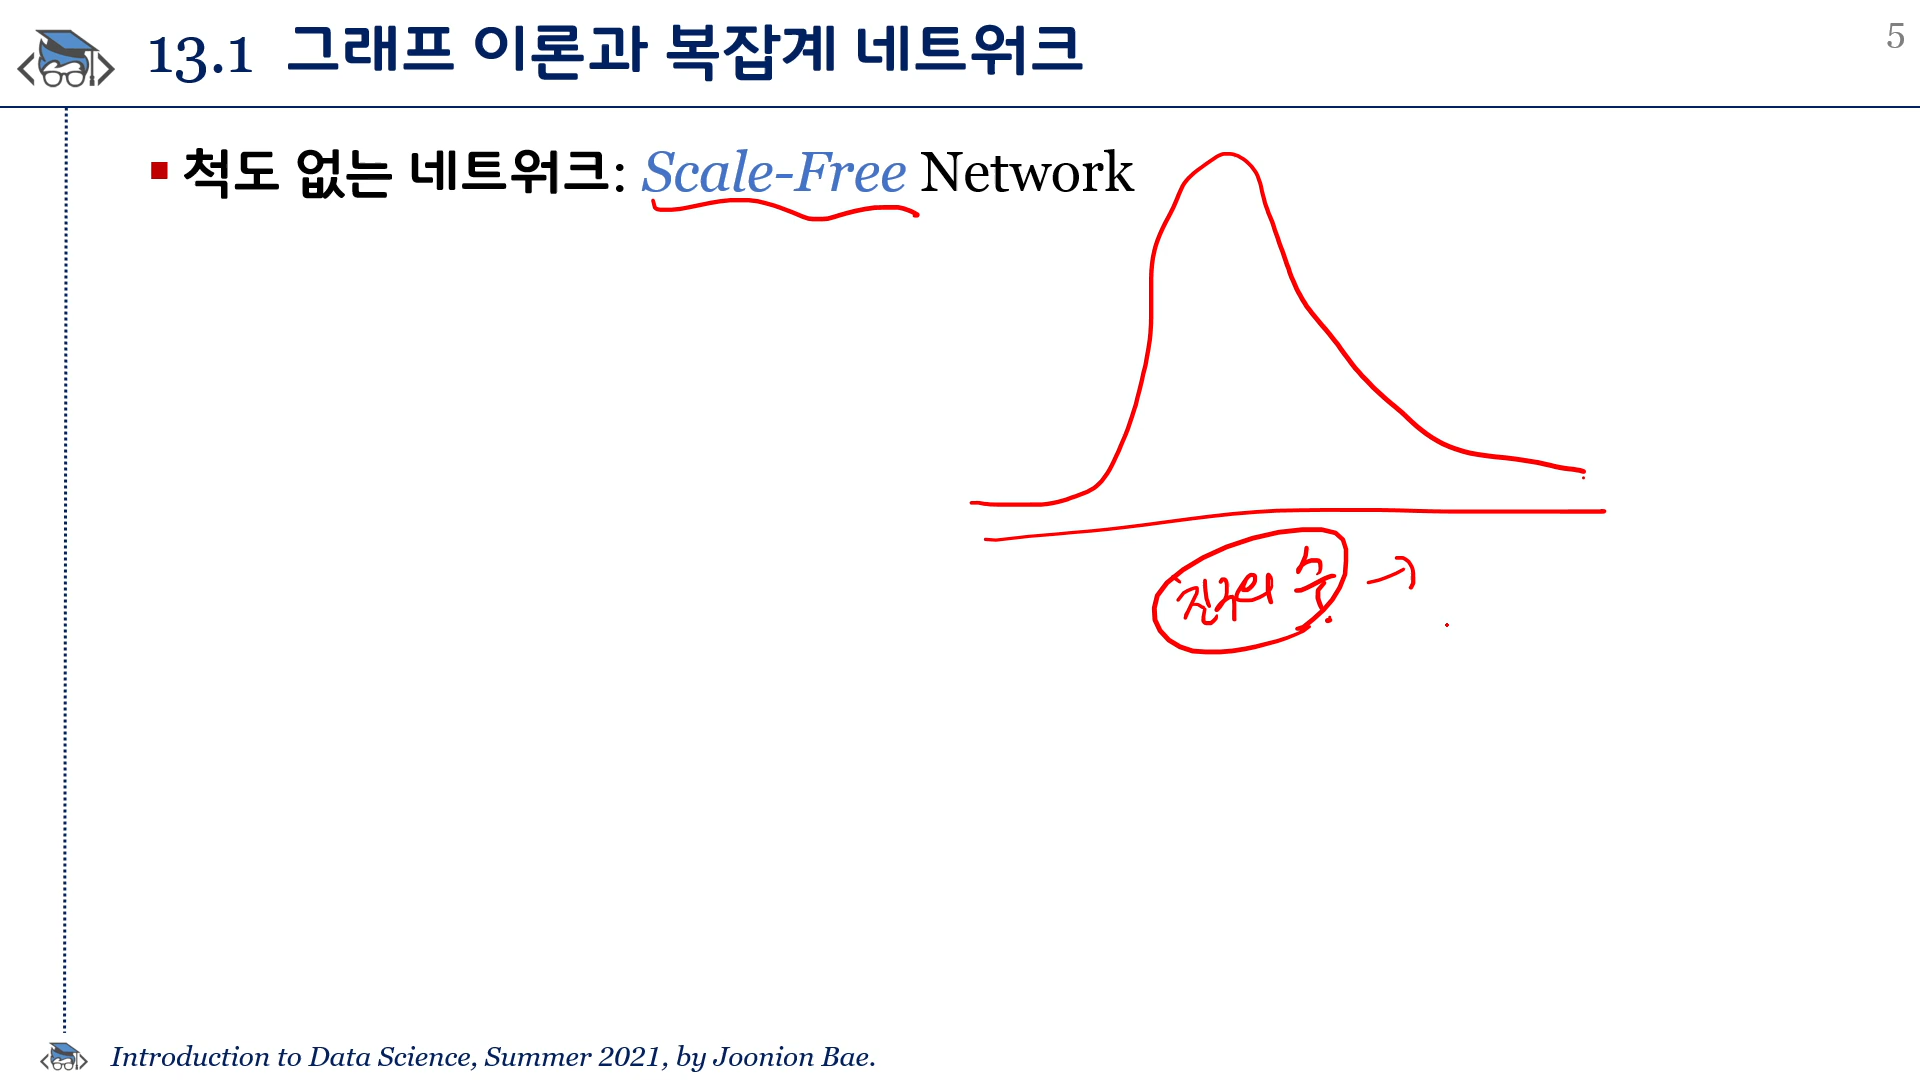 13.1 그래프 이론과 복잡계 네트워크
5
척도 없는 네트워크: Scale-Free Network
친구의 수
Introduction to Data Science, Summer 2021, by Joonion Bae.